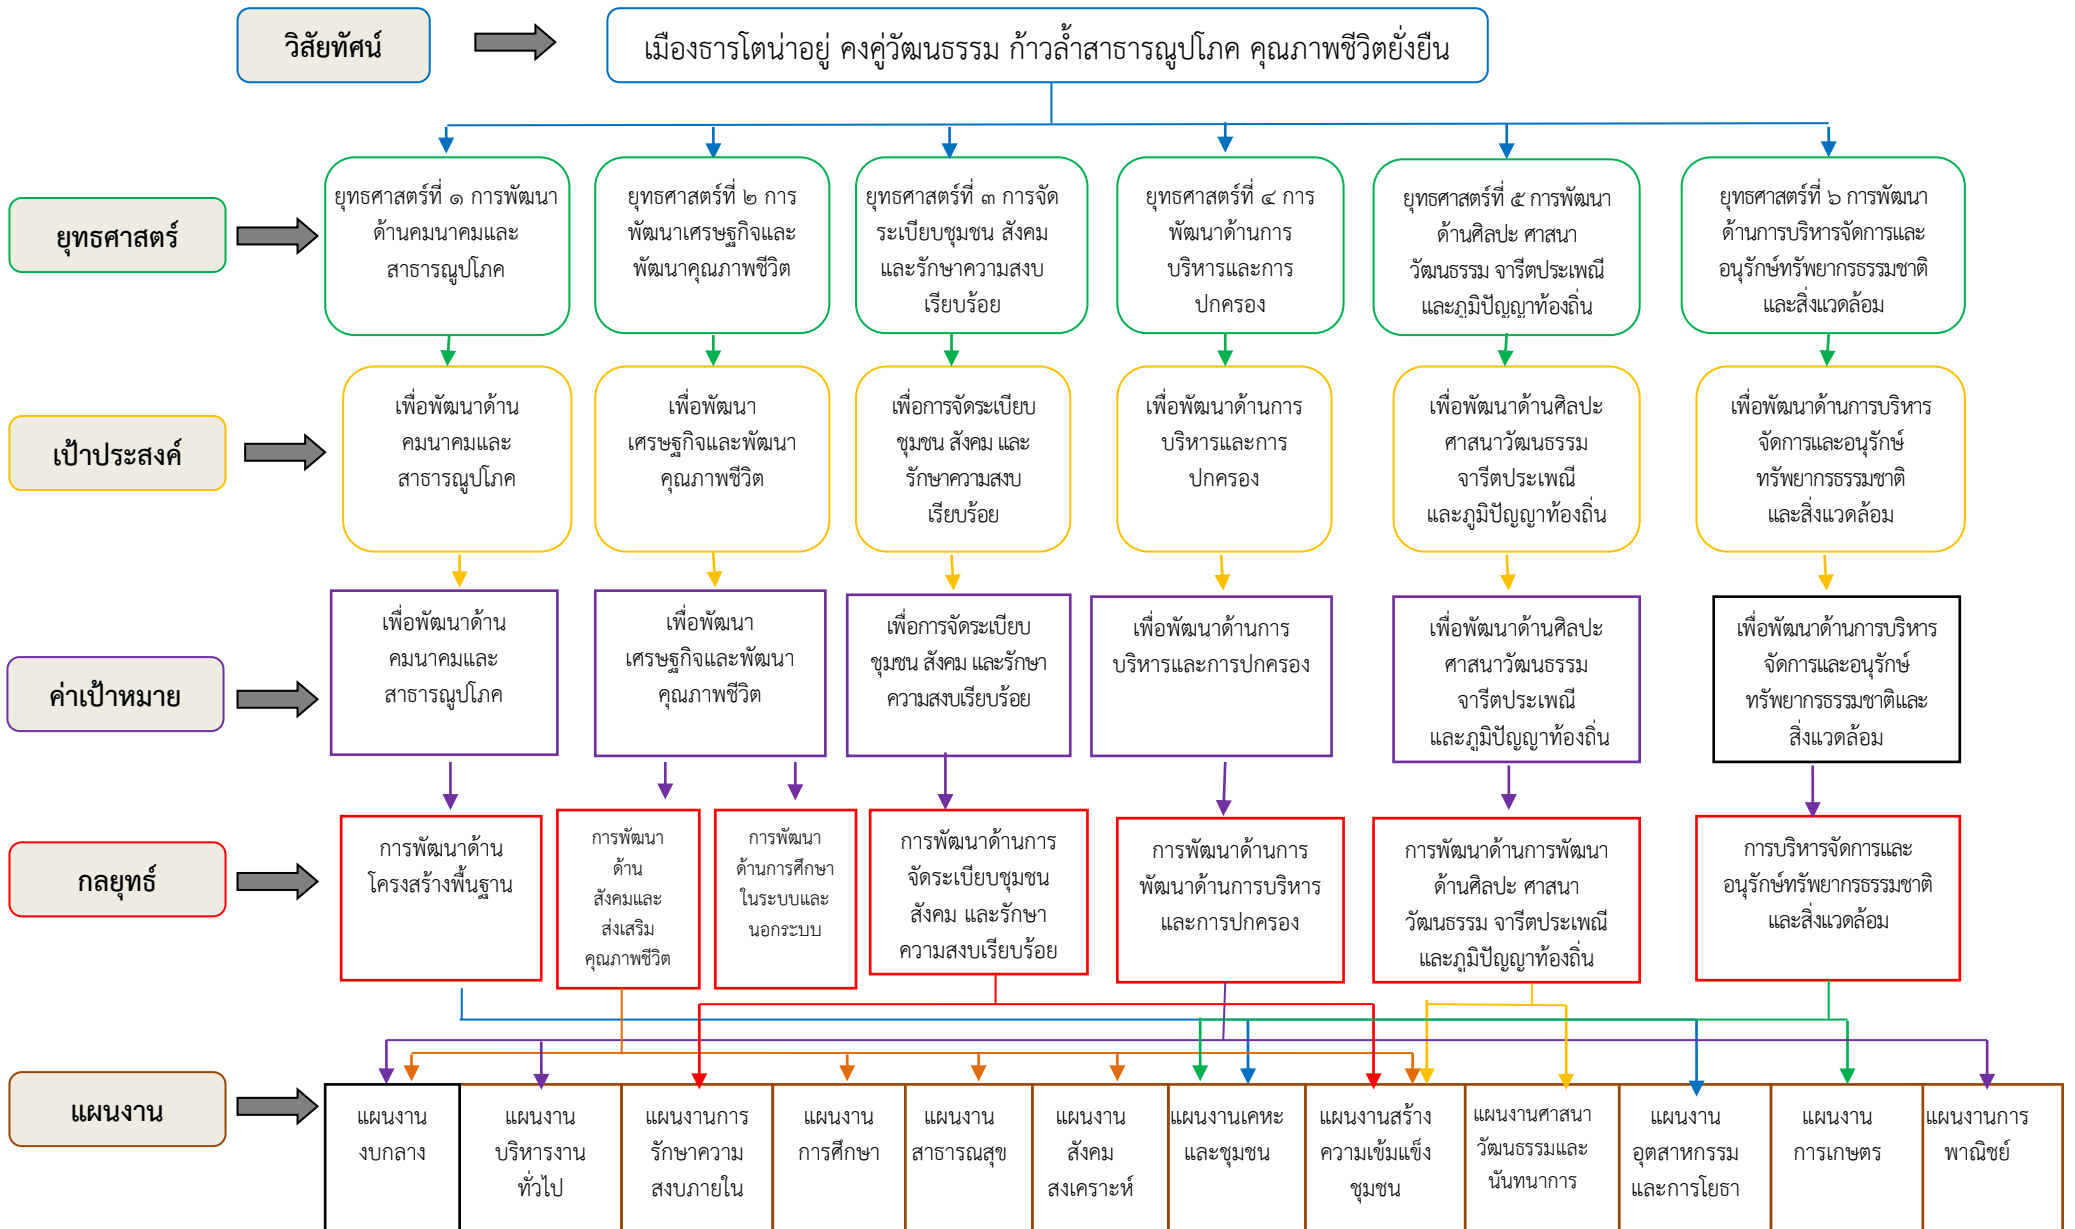 วิสัยทัศน์
เมืองธารโตน่าอยู่ คงคู่วัฒนธรรม ก้าวล้ำสาธารณูปโภค คุณภาพชีวิตยั่งยืน
ยุทธศาสตร์
ยุทธศาสตร์ที่ ๑ การพัฒนา
ด้านคมนาคมและ
สาธารณูปโภค
ยุทธศาสตร์ที่ ๒ การ
พัฒนาเศรษฐกิจและ
พัฒนาคุณภาพชีวิต
ยุทธศาสตร์ที่ ๓ การจัด
ระเบียบชุมชน สังคม
และรักษาความสงบ
เรียบร้อย
ยุทธศาสตร์ที่ ๔ การ
พัฒนาด้านการ
บริหารและการ
ปกครอง
ยุทธศาสตร์ที่ ๕ การพัฒนา
ด้านศิลปะ ศาสนา
วัฒนธรรม จารีตประเพณี
และภูมิปัญญาท้องถิ่น
ยุทธศาสตร์ที่ ๖ การพัฒนา
ด้านการบริหารจัดการและ
อนุรักษ์ทรัพยากรธรรมชาติ
และสิ่งแวดล้อม
เป้าประสงค์
เพื่อพัฒนาด้าน
คมนาคมและ
สาธารณูปโภค
เพื่อพัฒนา
เศรษฐกิจและพัฒนา
คุณภาพชีวิต
เพื่อการจัดระเบียบ
ชุมชน สังคม และ
รักษาความสงบ
เรียบร้อย
เพื่อพัฒนาด้านการ
บริหารและการ
ปกครอง
เพื่อพัฒนาด้านศิลปะ
ศาสนาวัฒนธรรม
จารีตประเพณี
และภูมิปัญญาท้องถิ่น
เพื่อพัฒนาด้านการบริหาร
จัดการและอนุรักษ์
ทรัพยากรธรรมชาติ
และสิ่งแวดล้อม
ค่าเป้าหมาย
เพื่อพัฒนาด้าน
คมนาคมและ
สาธารณูปโภค
เพื่อพัฒนา
เศรษฐกิจและพัฒนา
คุณภาพชีวิต
เพื่อการจัดระเบียบ
ชุมชน สังคม และรักษา
ความสงบเรียบร้อย
เพื่อพัฒนาด้านการ
บริหารและการปกครอง
เพื่อพัฒนาด้านศิลปะ
ศาสนาวัฒนธรรม
จารีตประเพณี
และภูมิปัญญาท้องถิ่น
เพื่อพัฒนาด้านการบริหาร
จัดการและอนุรักษ์
ทรัพยากรธรรมชาติและ
สิ่งแวดล้อม
กลยุทธ์
การพัฒนาด้าน
โครงสร้างพื้นฐาน
การพัฒนา
ด้าน
สังคมและ
ส่งเสริม
คุณภาพชีวิต
การพัฒนา
ด้านการศึกษา
ในระบบและ
นอกระบบ
การพัฒนาด้านการ
จัดระเบียบชุมชน
สังคม และรักษา
ความสงบเรียบร้อย
การพัฒนาด้านการ
พัฒนาด้านการบริหาร
และการปกครอง
การพัฒนาด้านการพัฒนา
ด้านศิลปะ ศาสนา
วัฒนธรรม จารีตประเพณี
และภูมิปัญญาท้องถิ่น
การบริหารจัดการและ
อนุรักษ์ทรัพยากรธรรมชาติ
และสิ่งแวดล้อม
แผนงาน
แผนงาน
งบกลาง
แผนงาน
บริหารงาน
ทั่วไป
แผนงานการ
รักษาความ
สงบภายใน
แผนงาน
การศึกษา
แผนงาน
สาธารณสุข
แผนงาน
สังคม
สงเคราะห์
แผนงานเคหะ
และชุมชน
แผนงานสร้าง
ความเข้มแข็ง
ชุมชน
แผนงานศาสนา
วัฒนธรรมและ
นันทนาการ
แผนงาน
อุตสาหกรรม
และการโยธา
แผนงาน
การเกษตร
แผนงานการ
พาณิชย์